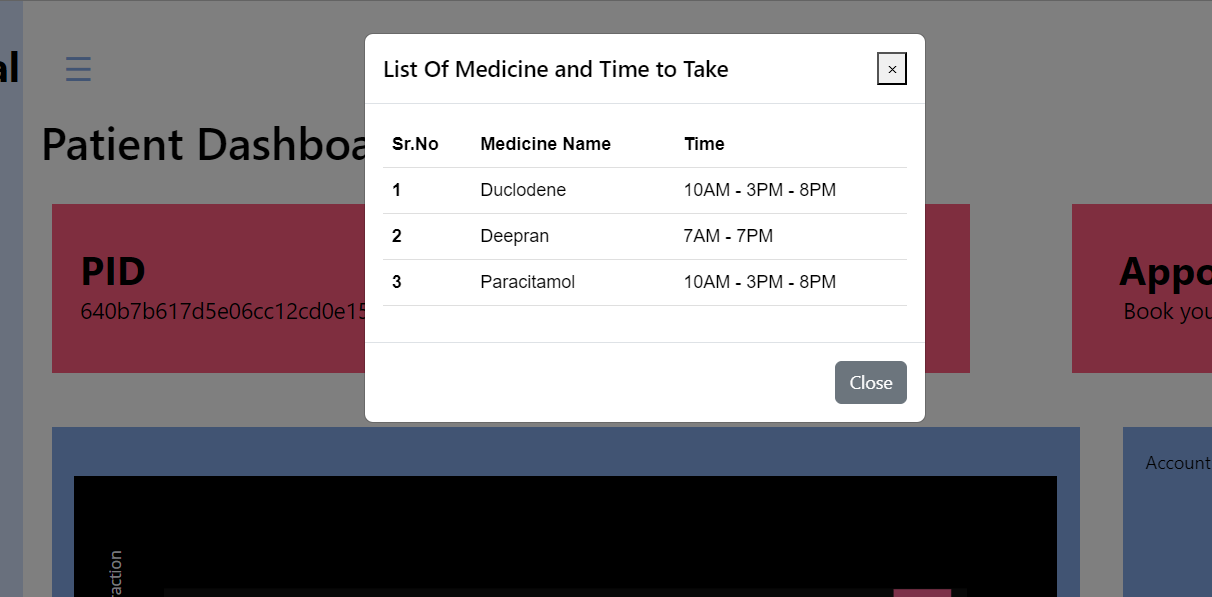 al
☰
Patient Dashboa
List Of Medicine and Time to Take
×
Sr.No Medicine Name Time
1 Duclodene 10AM - 3PM - 8PM
2 Deepran 7AM - 7PM
3 Paracitamol 10AM - 3PM - 8PM
Close
PID
640b7b617d5e06cc12cd0e15
Appo
Book you
Account
raction